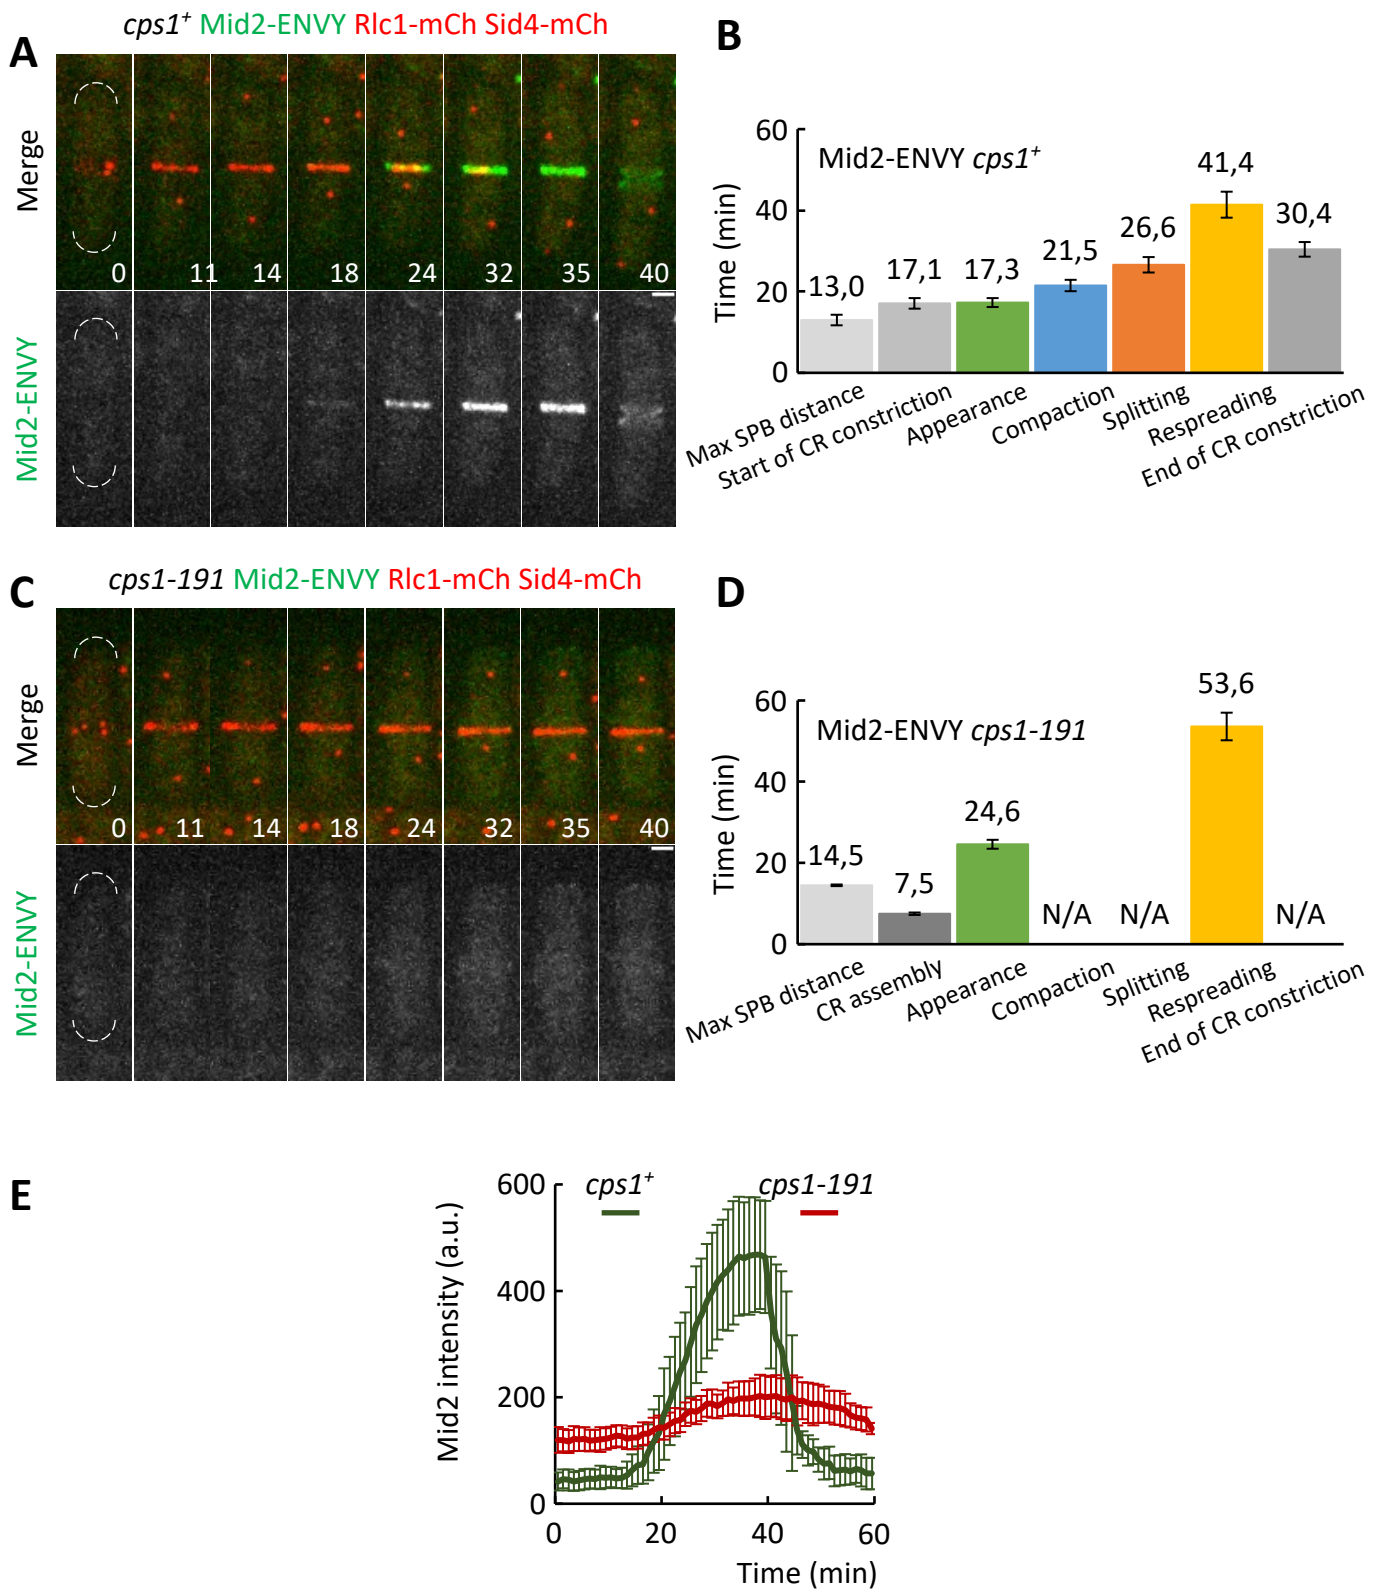 A
cps1⁺ Mid2-ENVY Rlc1-mCh Sid4-mCh
Merge
0 11 14 18 24 32 35 40
Mid2-ENVY
B
Mid2-ENVY cps1⁺
Time (min)
60
40
20
0
13,0 17,1 17,3 21,5 26,6 41,4 30,4
Max SPB distance
Start of CR constriction
Appearance
Compaction
Splitting
Respreading
End of CR constriction
C
cps1-191 Mid2-ENVY Rlc1-mCh Sid4-mCh
Merge
0 11 14 18 24 32 35 40
Mid2-ENVY
D
Mid2-ENVY cps1-191
Time (min)
60
40
20
0
14,5 7,5 24,6 N/A N/A 53,6 N/A
Max SPB distance
CR assembly
Appearance
Compaction
Splitting
Respreading
End of CR constriction
E
cps1⁺ cps1-191
Mid2 intensity (a.u.)
600
400
200
0
0 20 40 60
Time (min)